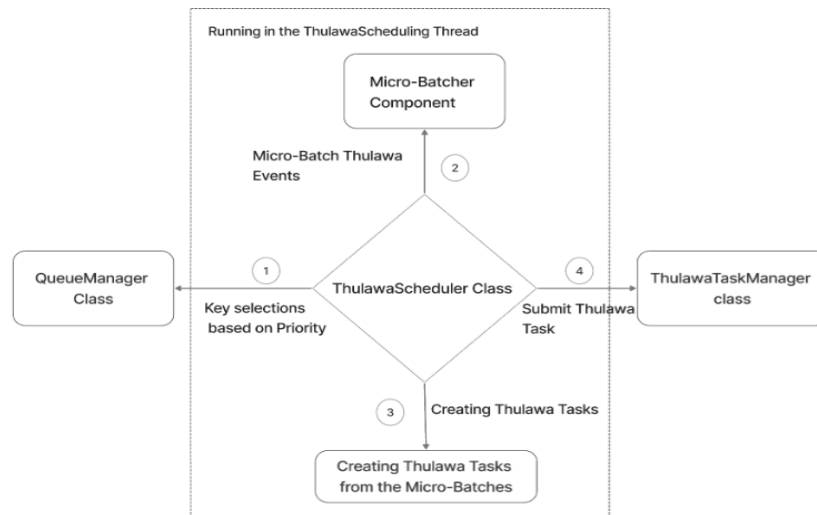 Running in the ThulawaScheduling Thread
Micro-Batcher
Component
Micro-Batch Thulawa
Events
2
QueueManager
Class
1
Key selections
based on Priority
ThulawaScheduler Class
4
Submit Thulawa
Task
ThulawaTaskManager
class
3
Creating Thulawa Tasks
Creating Thulawa Tasks
from the Micro-Batches